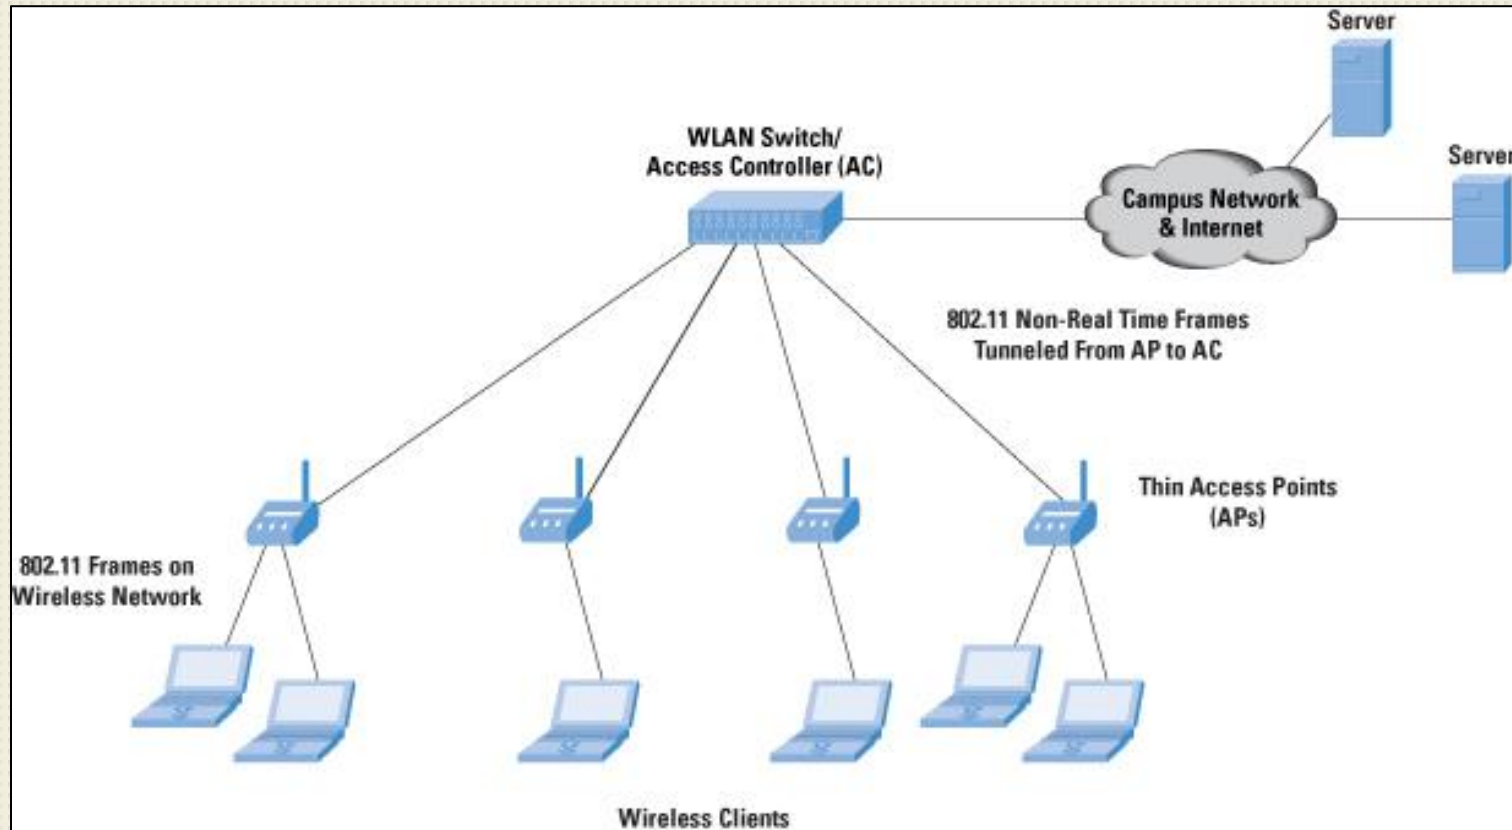 Server
WLAN Switch/
Access Controller (AC)
Server
Campus Network
& Internet
802.11 Non-Real Time Frames
Tunneled From AP to AC
Thin Access Points
(APs)
802.11 Frames on
Wireless Network
Wireless Clients